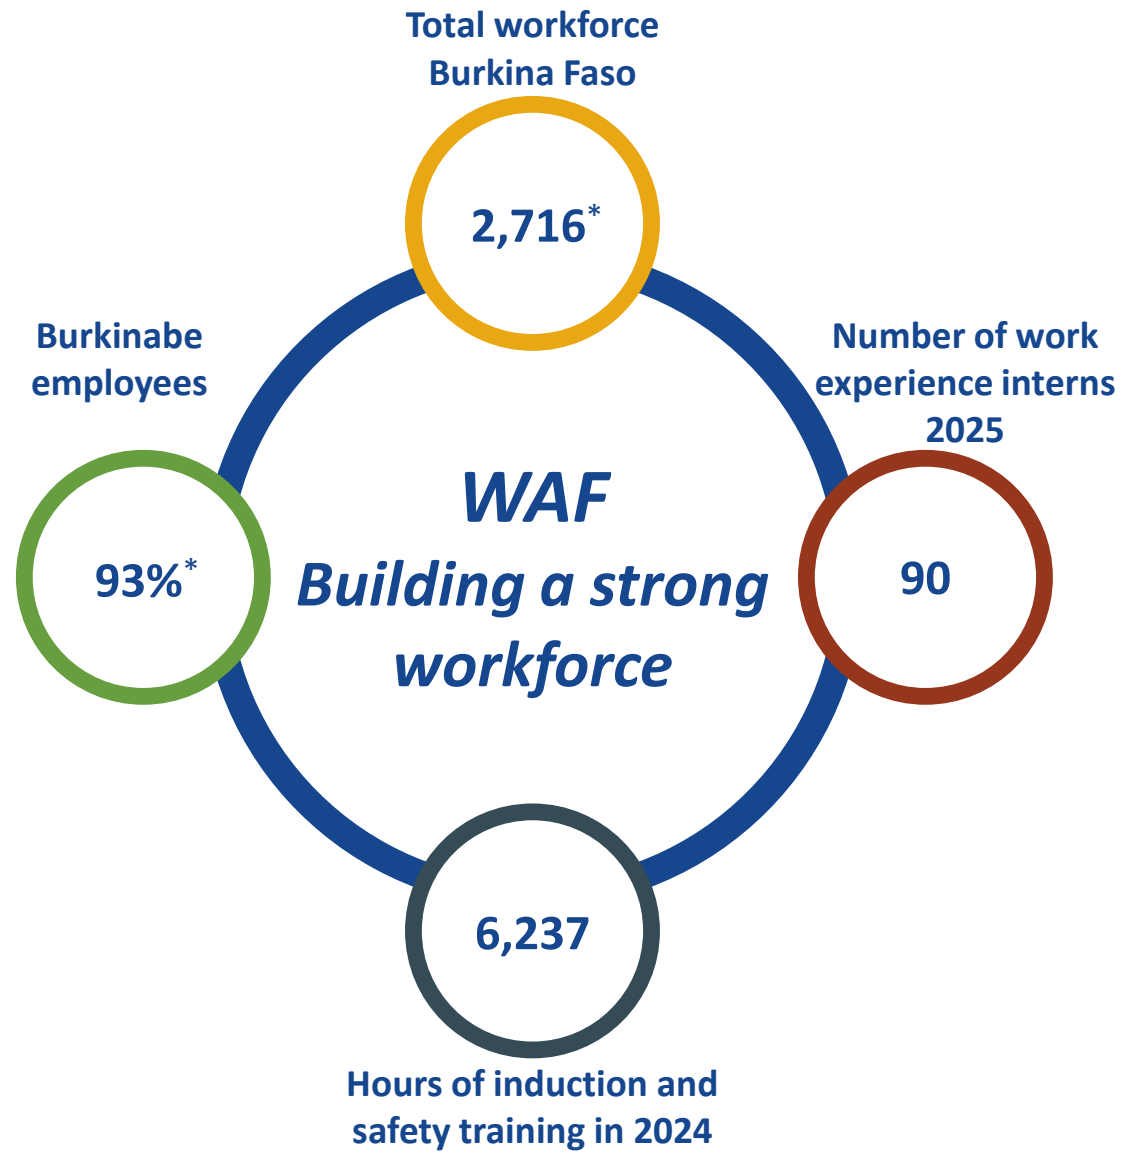 Total workforce
Burkina Faso
2,716*
Burkinabe
employees
93%*
Number of work
experience interns
2025
90
WAF
Building a strong
workforce
6,237
Hours of induction and
safety training in 2024